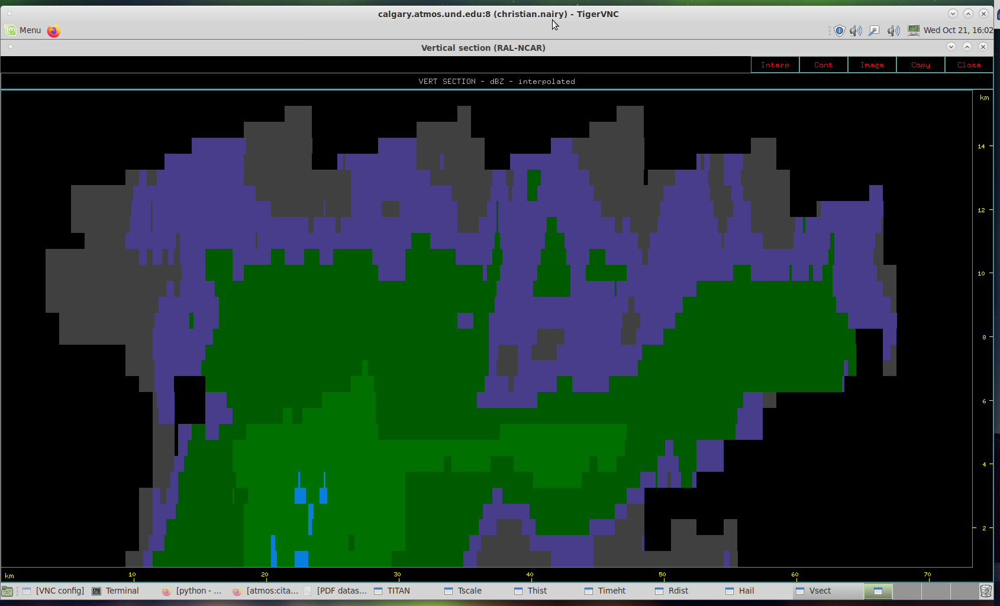 calgary.atmos.und.edu:8 (christian.nairy) - TigerVNC
Menu
Wed Oct 21, 16:02
Vertical section (RAL-NCAR)
Interp Cont Image Copy Close
VERT SECTION - dBZ - interpolated
km
14
12
10
8
6
4
2
km 10 20 30 40 50 60 70
[VNC config] Terminal [python - ... [atmos:cita... [PDF datas... TITAN Tscale Thist Timeht Rdist Hail Vsect